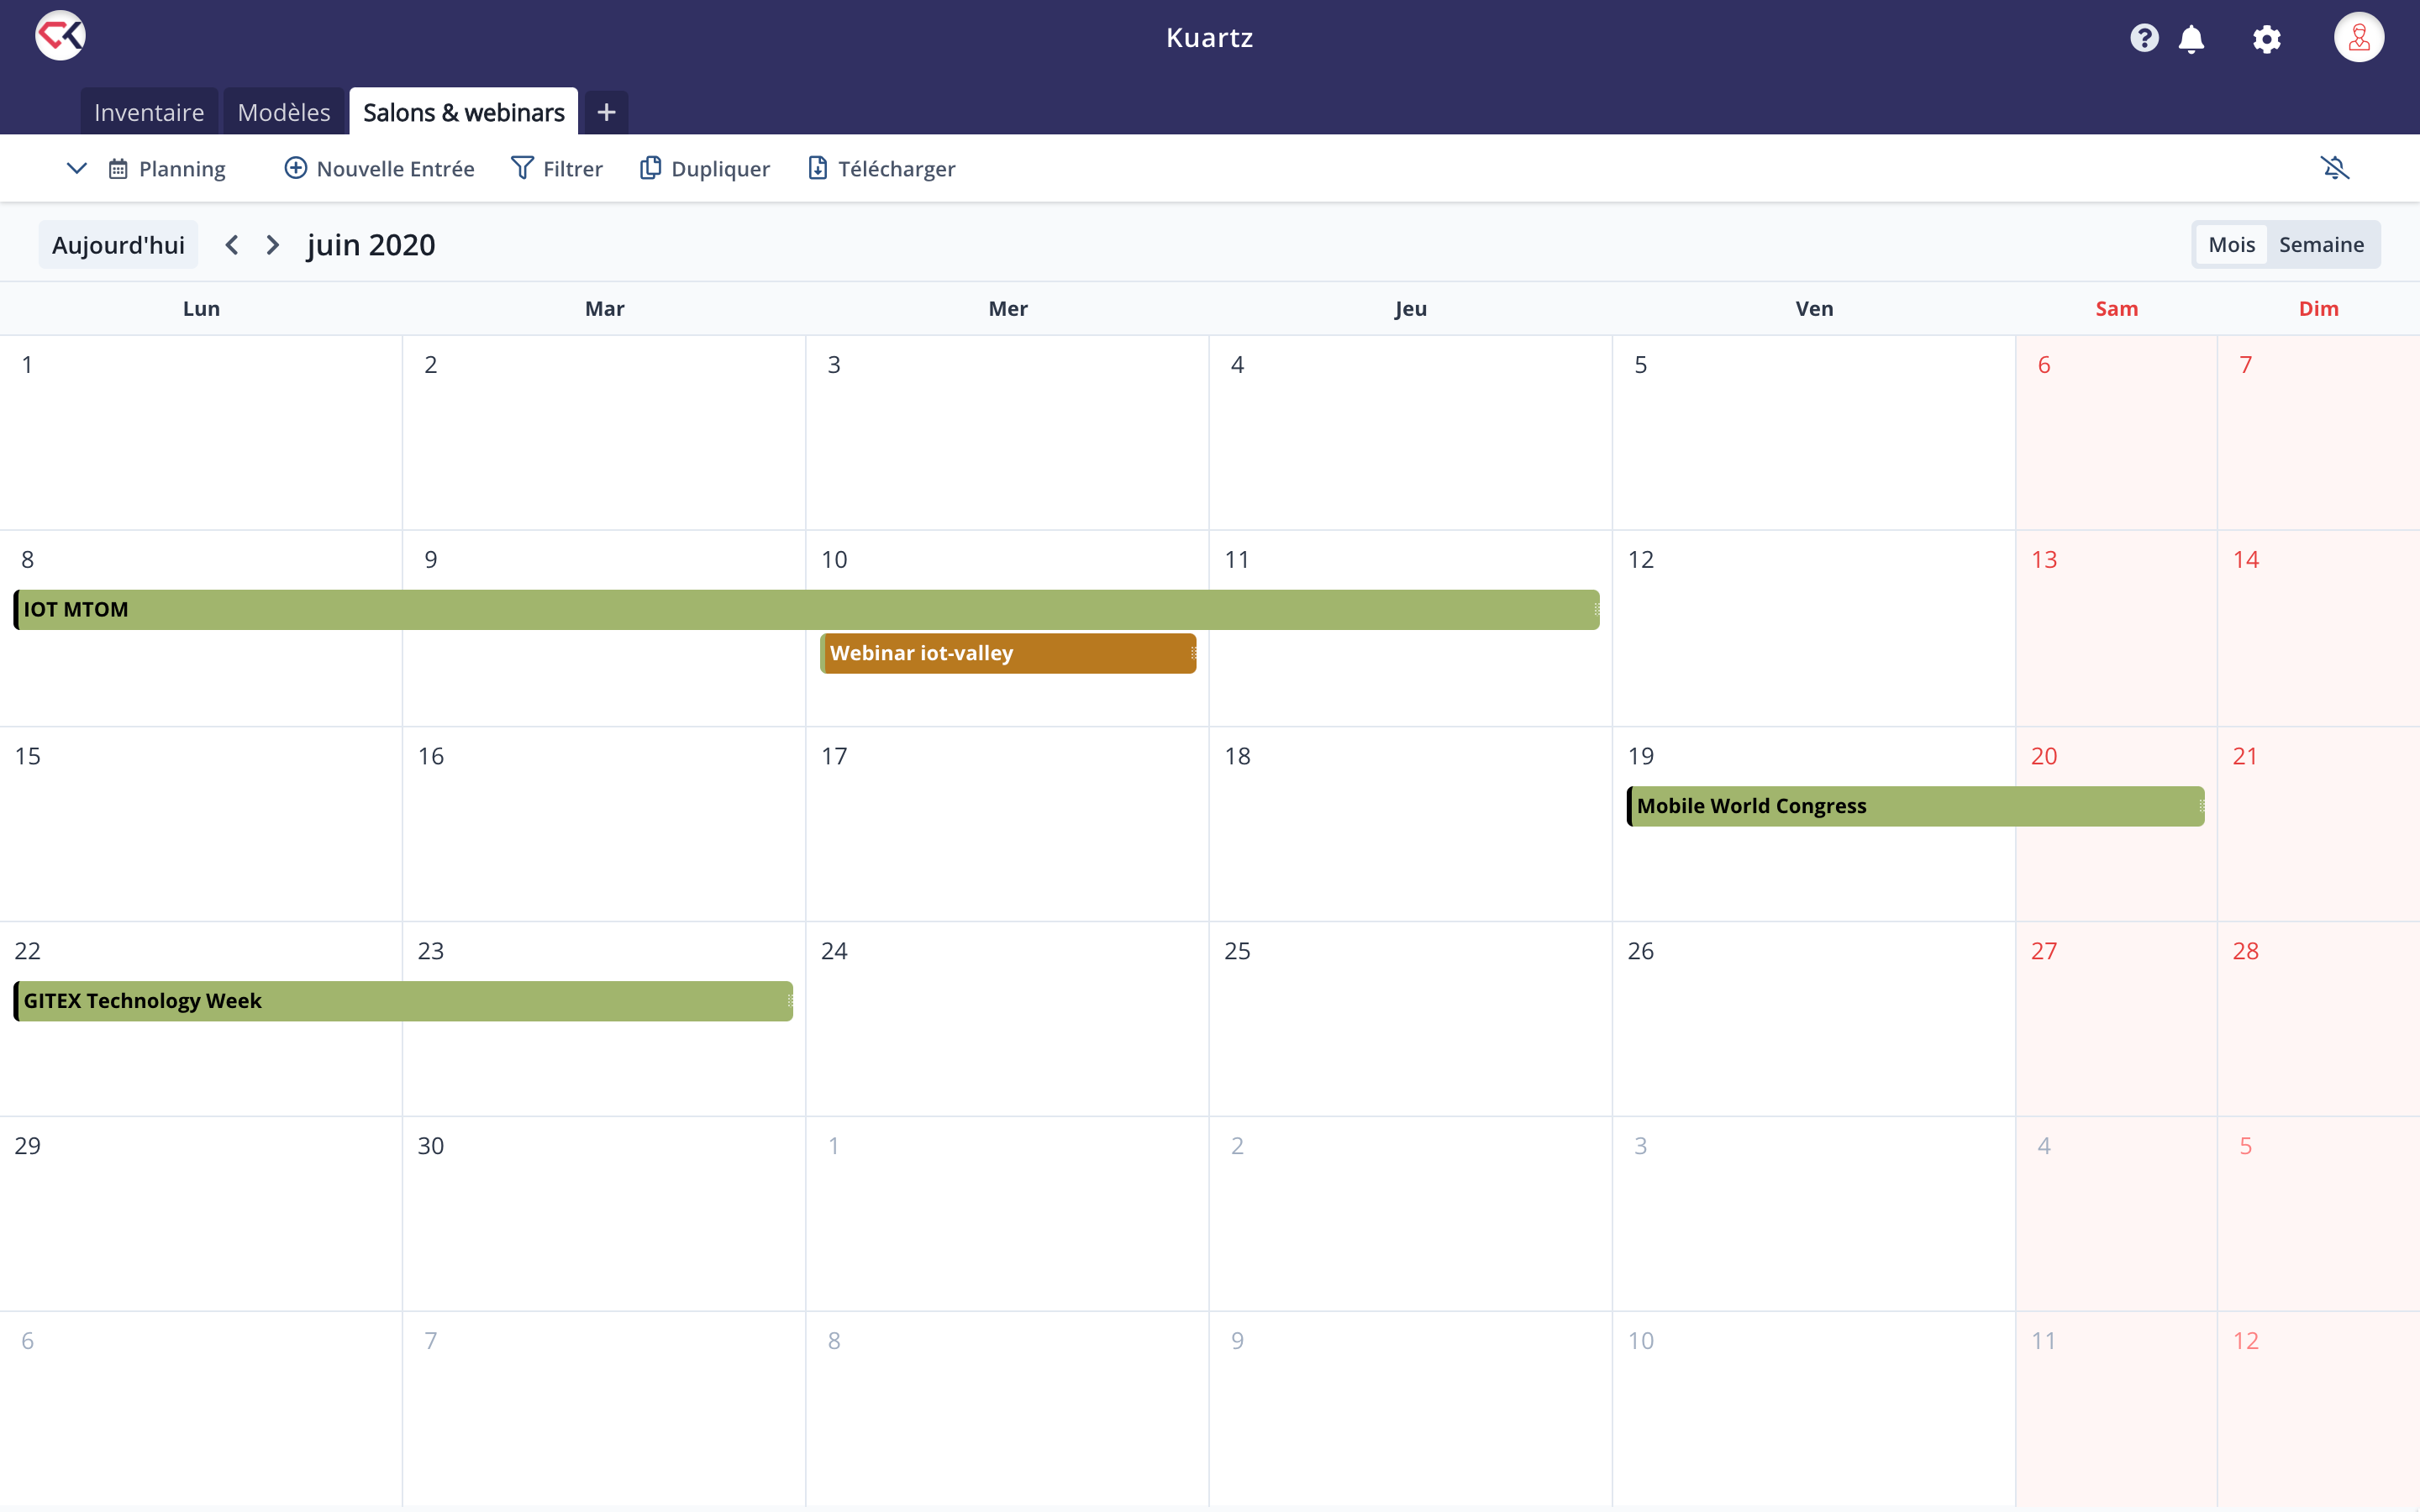 Kuartz
Inventaire Modèles Salons & webinars +
Planning Nouvelle Entrée Filtrer Dupliquer Télécharger
Aujourd'hui juin 2020 Mois Semaine
Lun Mar Mer Jeu Ven Sam Dim
1 2 3 4 5 6 7
8 9 10 11 12 13 14
IOT MTOM
Webinar iot-valley
15 16 17 18 19 20 21
Mobile World Congress
22 23 24 25 26 27 28
GITEX Technology Week
29 30 1 2 3 4 5
6 7 8 9 10 11 12